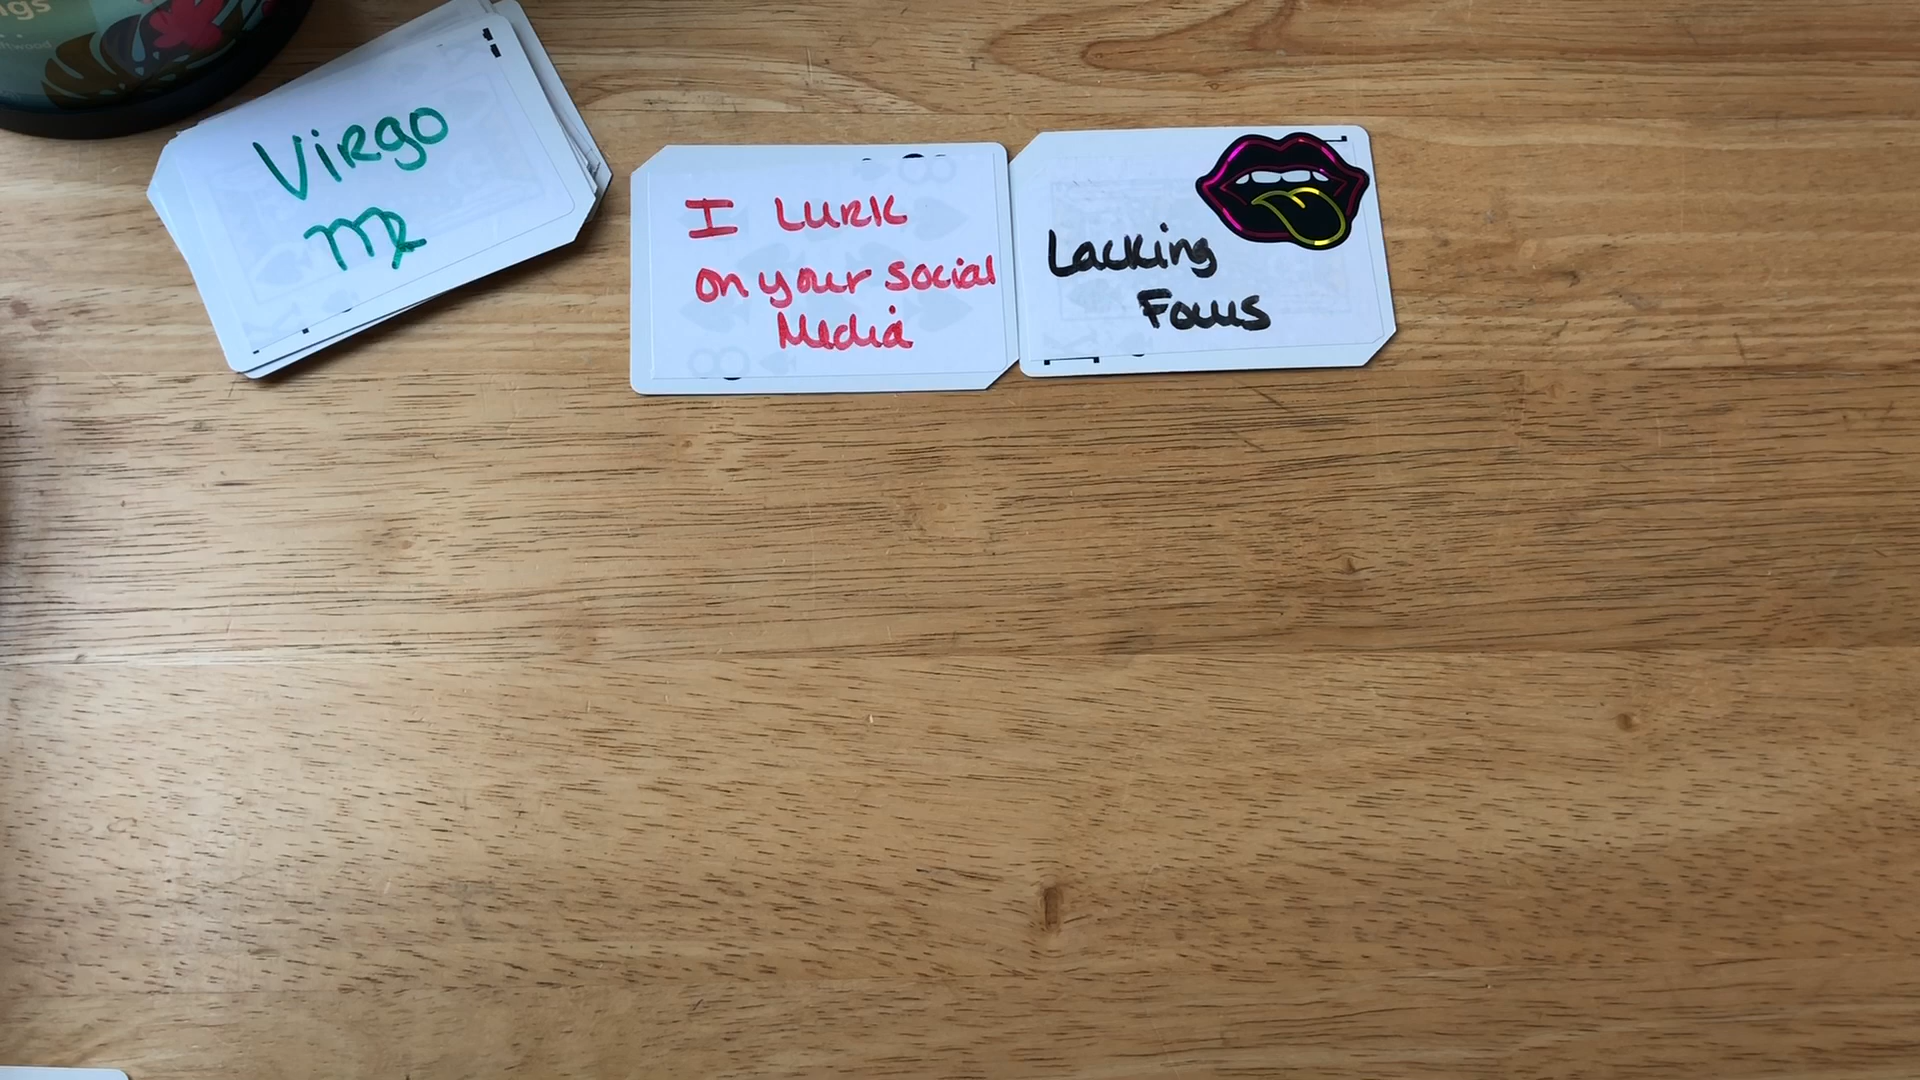 Virgo
♍
I LURK
on your social
Media
Lacking
Focus